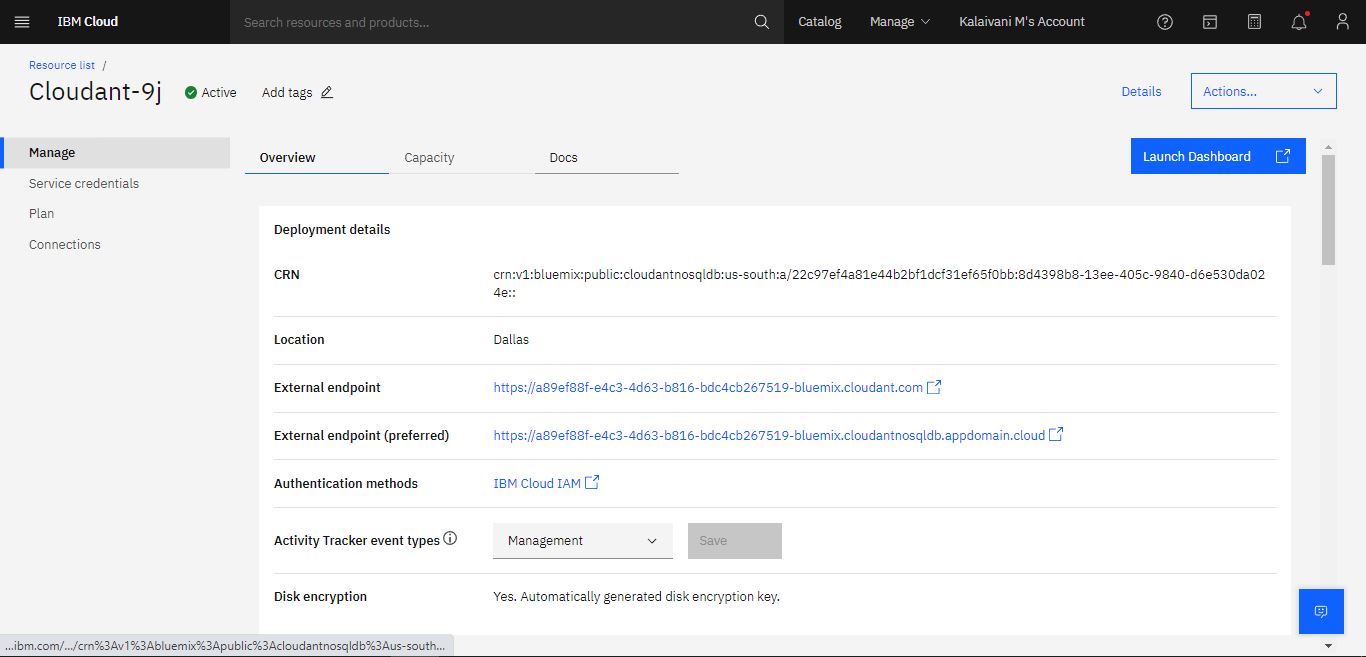 IBM Cloud
Search resources and products...
Catalog
Manage
Kalaivani M's Account
Resource list /
Cloudant-9j
Active
Add tags
Details
Actions...
Manage
Service credentials
Plan
Connections
Overview
Capacity
Docs
Launch Dashboard
Deployment details
CRN
crn:v1:bluemix:public:cloudantnosqldb:us-south:a/22c97ef4a81e44b2bf1dcf31ef65f0bb:8d4398b8-13ee-405c-9840-d6e530da02
4e::
Location
Dallas
External endpoint
https://a89ef88f-e4c3-4d63-b816-bdc4cb267519-bluemix.cloudant.com
External endpoint (preferred)
https://a89ef88f-e4c3-4d63-b816-bdc4cb267519-bluemix.cloudantnosqldb.appdomain.cloud
Authentication methods
IBM Cloud IAM
Activity Tracker event types
Management
Save
Disk encryption
Yes. Automatically generated disk encryption key.
...ibm.com/.../crn%3Av1%3Abluemix%3Apublic%3Acloudantnosqldb%3Aus-south...